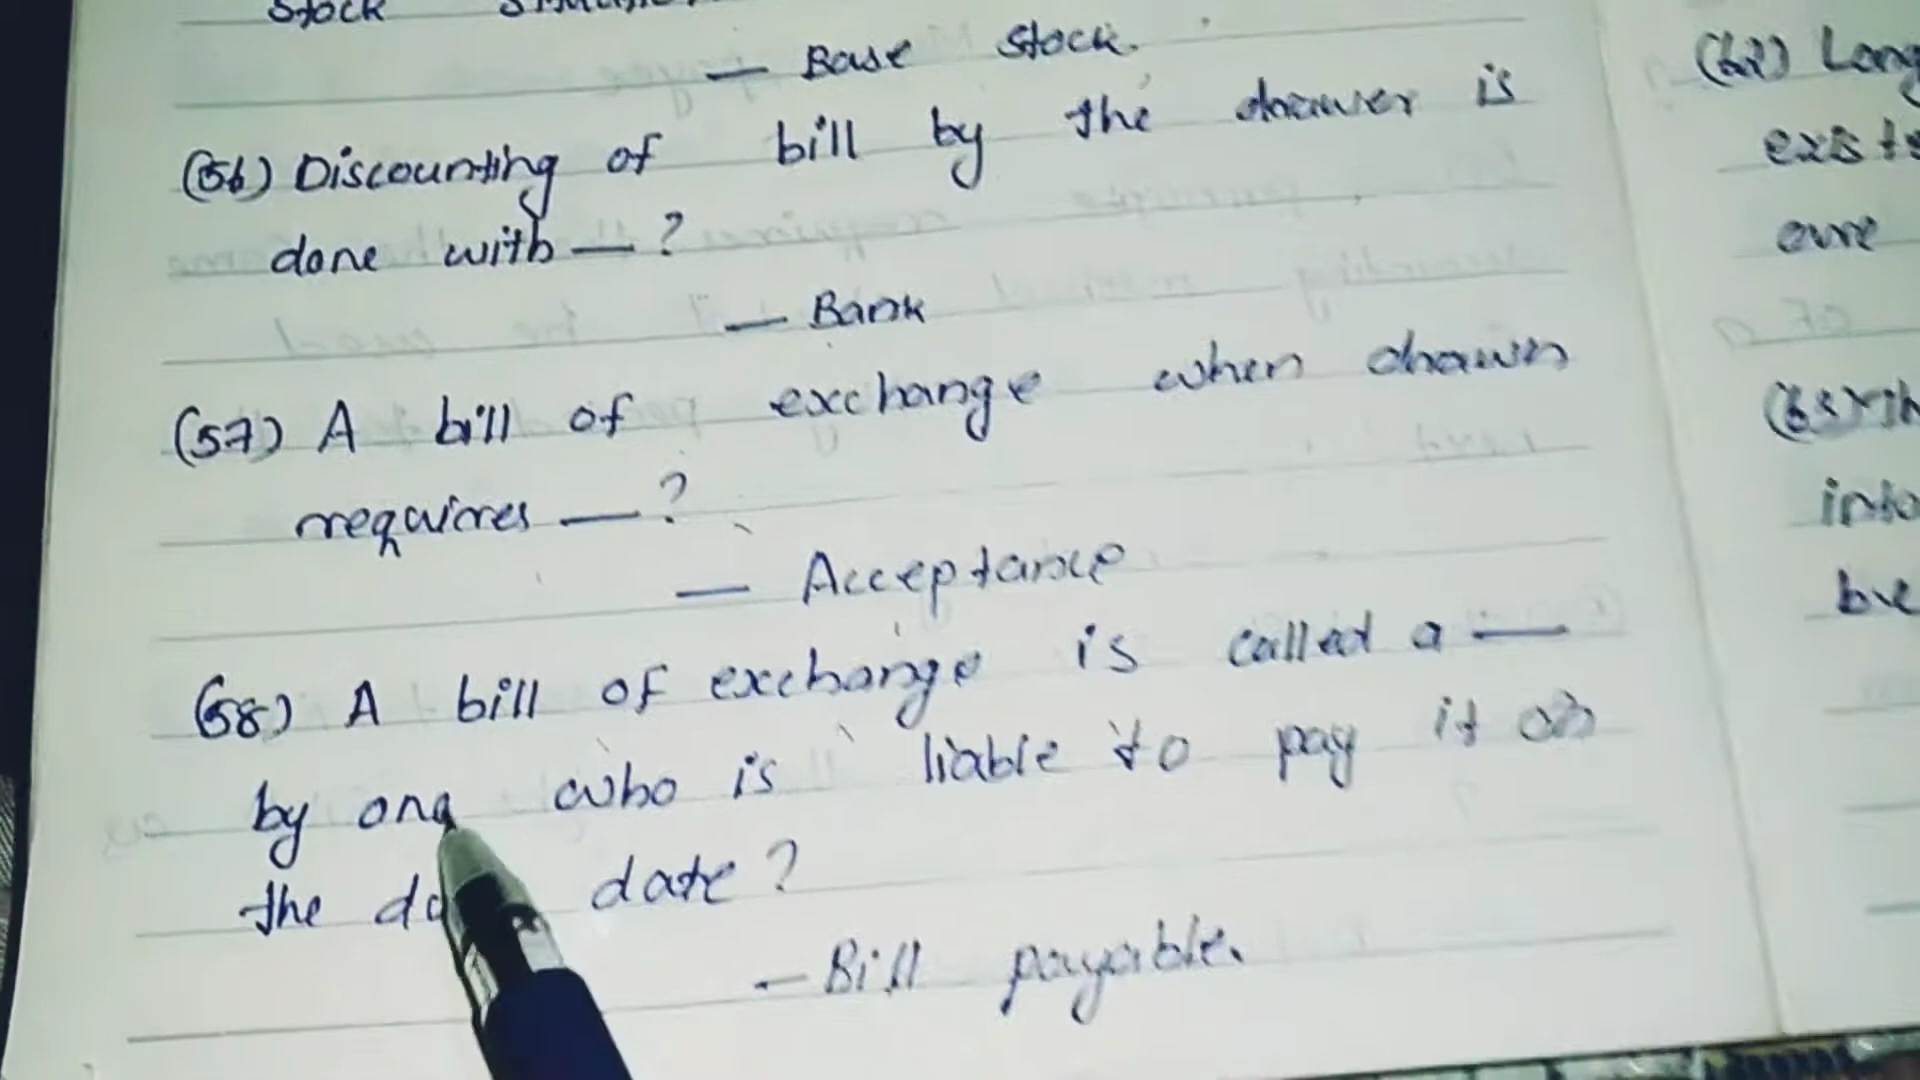 Stock
— Base Stock.
(56) Discounting of bill by the drawer is
done with — ?
— Bank
(57) A bill of exchange when drawn
requires — ?
— Acceptance
(58) A bill of exchange is called a —
by one who is liable to pay it on
the date ?
— Bill payable.
(62) Long
exists
are
(63) Th
into
be